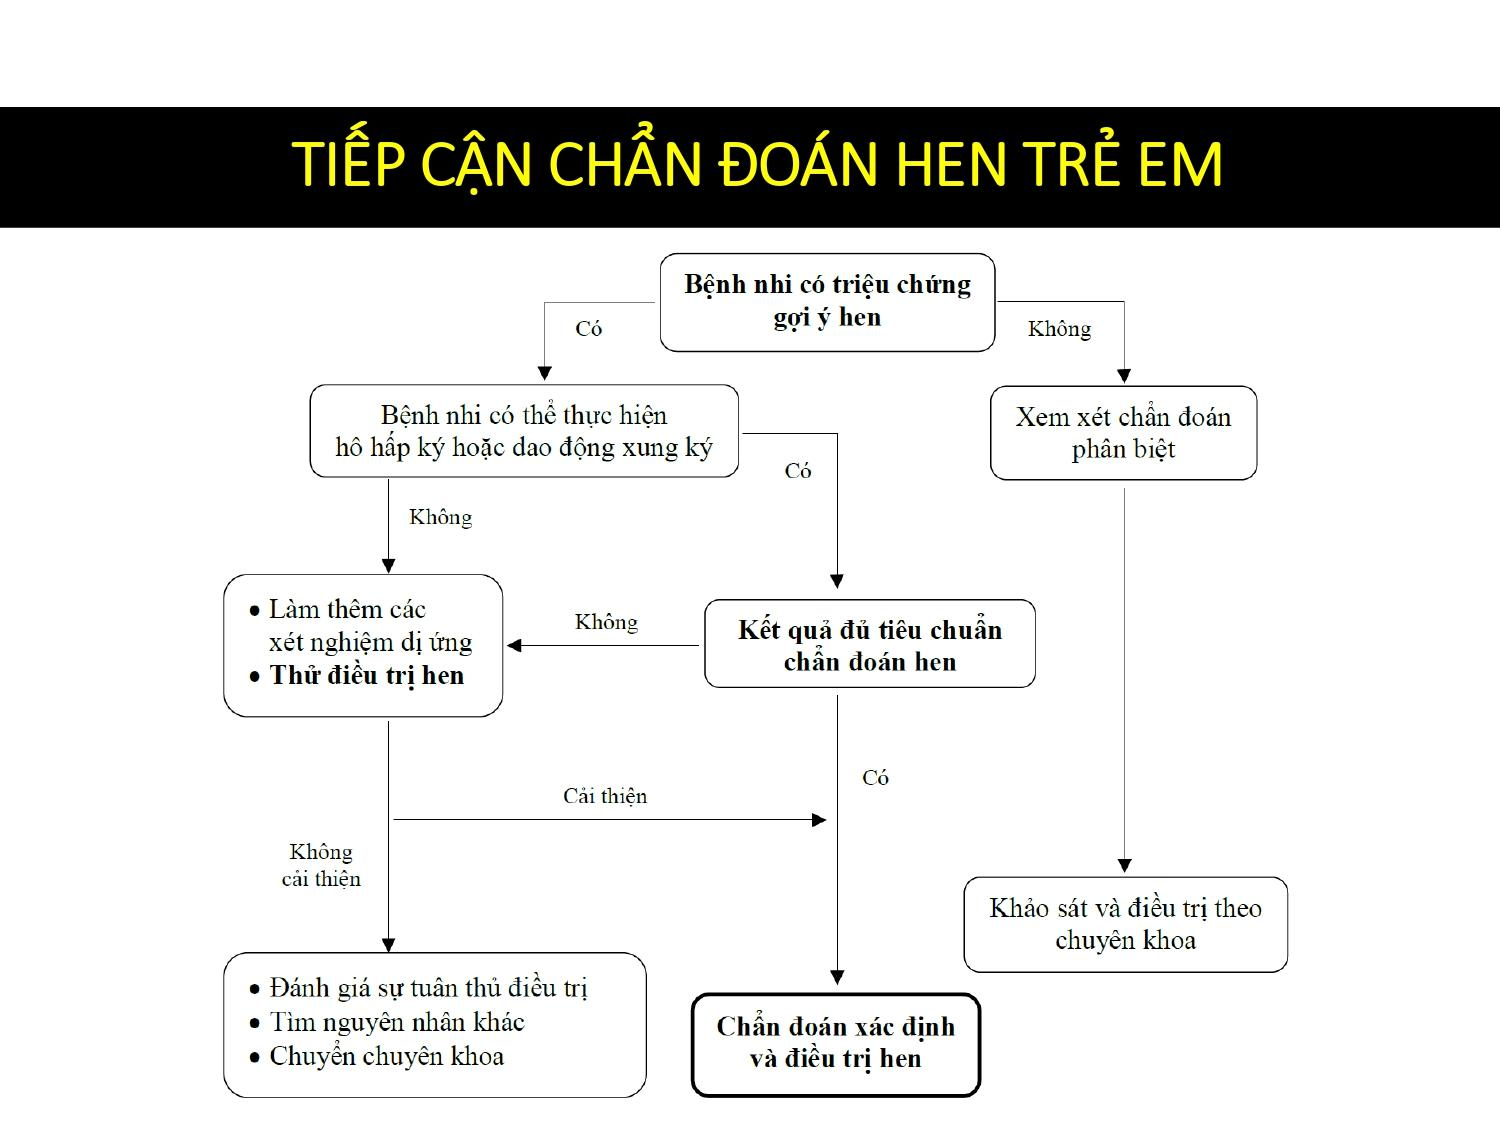 TIẾP CẬN CHẨN ĐOÁN HEN TRẺ EM
Bệnh nhi có triệu chứng
gợi ý hen
Có
Không
Bệnh nhi có thể thực hiện
hô hấp ký hoặc dao động xung ký
Xem xét chẩn đoán
phân biệt
Có
Không
• Làm thêm các
xét nghiệm dị ứng
• Thử điều trị hen
Không
Kết quả đủ tiêu chuẩn
chẩn đoán hen
Có
Cải thiện
Không
cải thiện
Khảo sát và điều trị theo
chuyên khoa
• Đánh giá sự tuân thủ điều trị
• Tìm nguyên nhân khác
• Chuyển chuyên khoa
Chẩn đoán xác định
và điều trị hen